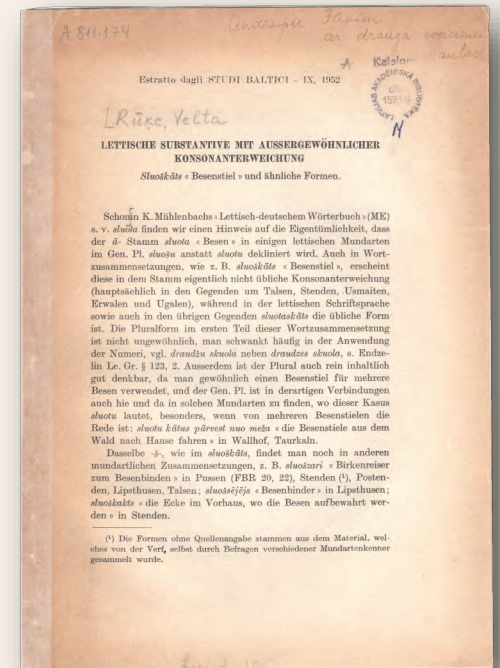 A 811-174
ar drauga sveicieniem
Estratto dagli STUDI BALTICI - IX, 1952
[Rūķe, Velta
LETTISCHE SUBSTANTIVE MIT AUSSERGEWÖHNLICHER
KONSONANTERWEICHUNG
Sluoškāts « Besenstiel » und ähnliche Formen.
Schon in K. Mühlenbachs « Lettisch-deutschem Wörterbuch » (ME)
s. v. sluõta finden wir einen Hinweis auf die Eigentümlichkeit, dass
der ā- Stamm sluota « Besen » in einigen lettischen Mundarten
im Gen. Pl. sluošu anstatt sluotu dekliniert wird. Auch in Wort-
zusammensetzungen, wie z. B. sluoškāts « Besenstiel », erscheint
diese in dem Stamm eigentlich nicht übliche Konsonanterweichung
(hauptsächlich in den Gegenden um Talsen, Stenden, Usmaiten,
Erwalen und Ugalen), während in der lettischen Schriftsprache
sowie auch in den übrigen Gegenden sluotaskāts die übliche Form
ist. Die Pluralform im ersten Teil dieser Wortzusammensetzung
ist nicht ungewöhnlich, man schwankt häufig in der Anwendung
der Numeri, vgl. draudžu skuola neben draudzes skuola, s. Endze-
lin Le. Gr. § 123, 2. Ausserdem ist der Plural auch rein inhaltlich
gut denkbar, da man gewöhnlich einen Besenstiel für mehrere
Besen verwendet, und der Gen. Pl. ist in derartigen Verbindungen
auch hie und da in solchen Mundarten zu finden, wo dieser Kasus
sluotu lautet, besonders, wenn von mehreren Besenstielen die
Rede ist: sluotu kātus pārvest nuo meža « die Besenstiele aus dem
Wald nach Hause fahren » in Wallhof, Taurkaln.
Dasselbe -š-, wie im sluoškāts, findet man noch in anderen
mundartlichen Zusammensetzungen, z. B. sluošzari « Birkenreiser
zum Besenbinden » in Pussen (FBR 20, 22), Stenden (¹), Posten-
den, Lipsthusen, Talsen; sluošsējējs « Besenbinder » in Lipsthusen;
sluoškakts « die Ecke im Vorhaus, wo die Besen aufbewahrt wer-
den » in Stenden.
(¹) Die Formen ohne Quellenangabe stammen aus dem Material, wel-
ches von der Verf. selbst durch Befragen verschiedener Mundartenkenner
gesammelt wurde.